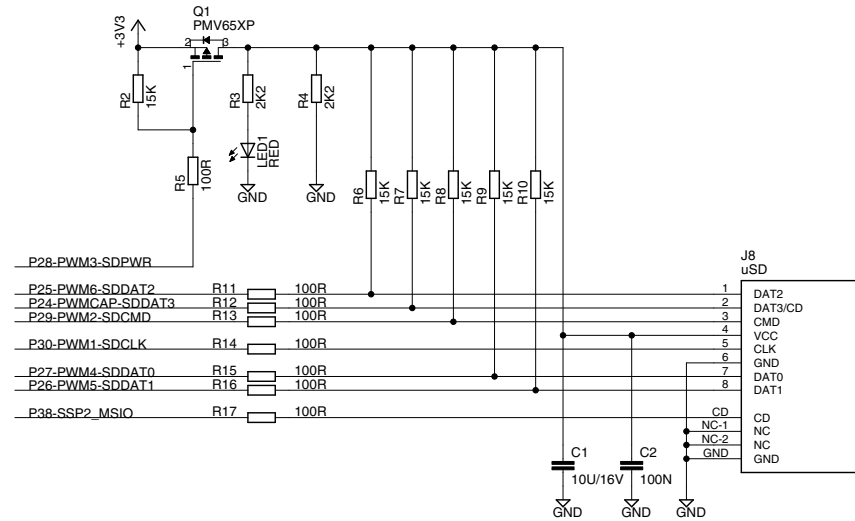 Q1
PMV65XP
+3V3
2
3
1
R2
15K
R3
2K2
R4
2K2
LED1
RED
R5
100R
GND
GND
R6
15K
R7
15K
R8
15K
R9
15K
R10
15K
P28-PWM3-SDPWR
P25-PWM6-SDDAT2 R11 100R
P24-PWMCAP-SDDAT3 R12 100R
P29-PWM2-SDCMD R13 100R
P30-PWM1-SDCLK R14 100R
P27-PWM4-SDDAT0 R15 100R
P26-PWM5-SDDAT1 R16 100R
P38-SSP2_MSIO R17 100R
J8
uSD
1 DAT2
2 DAT3/CD
3 CMD
4 VCC
5 CLK
6 GND
7 DAT0
8 DAT1
CD CD
NC-1 NC
NC-2 NC
GND GND
C1
10U/16V
C2
100N
GND
GND
GND